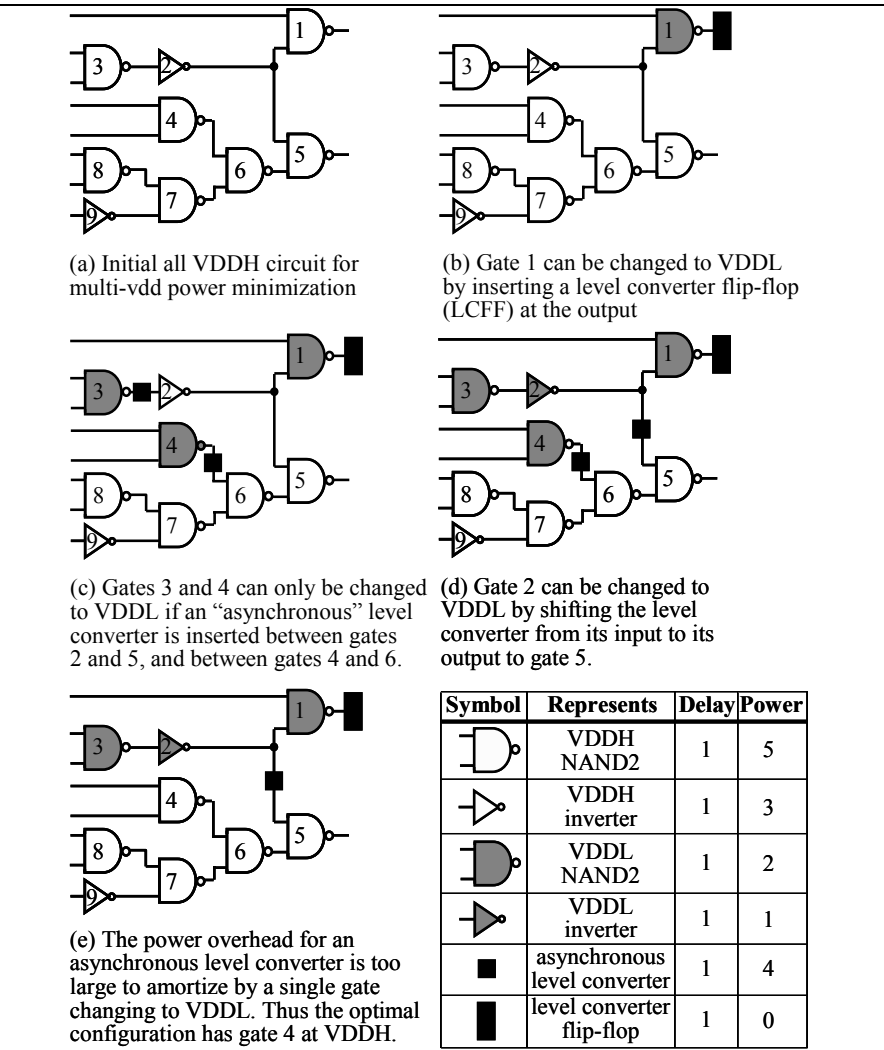 1
3
2
4
8
7
6
5
9
(a) Initial all VDDH circuit for
multi-vdd power minimization
1
3
2
4
8
7
6
5
9
(b) Gate 1 can be changed to VDDL
by inserting a level converter flip-flop
(LCFF) at the output
1
3
2
4
8
7
6
5
9
(c) Gates 3 and 4 can only be changed
to VDDL if an “asynchronous” level
converter is inserted between gates
2 and 5, and between gates 4 and 6.
1
3
2
4
8
7
6
5
9
(d) Gate 2 can be changed to
VDDL by shifting the level
converter from its input to its
output to gate 5.
1
3
2
4
8
7
6
5
9
(e) The power overhead for an
asynchronous level converter is too
large to amortize by a single gate
changing to VDDL. Thus the optimal
configuration has gate 4 at VDDH.
Symbol Represents Delay Power
VDDH
NAND2 1 5
VDDH
inverter 1 3
VDDL
NAND2 1 2
VDDL
inverter 1 1
asynchronous
level converter 1 4
level converter
flip-flop 1 0